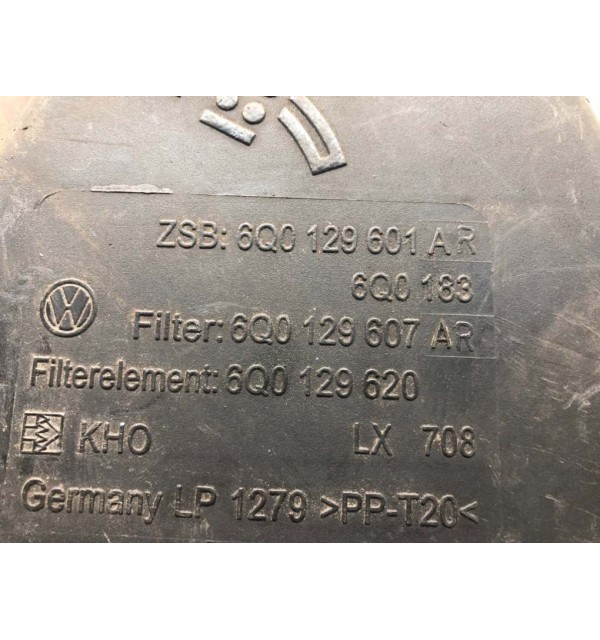 ZSB: 6Q0 129 601 AR
6Q0 183
Filter: 6Q0 129 607 AR
Filterelement: 6Q0 129 620
KHO LX 708
Germany LP 1279 >PP-T20<